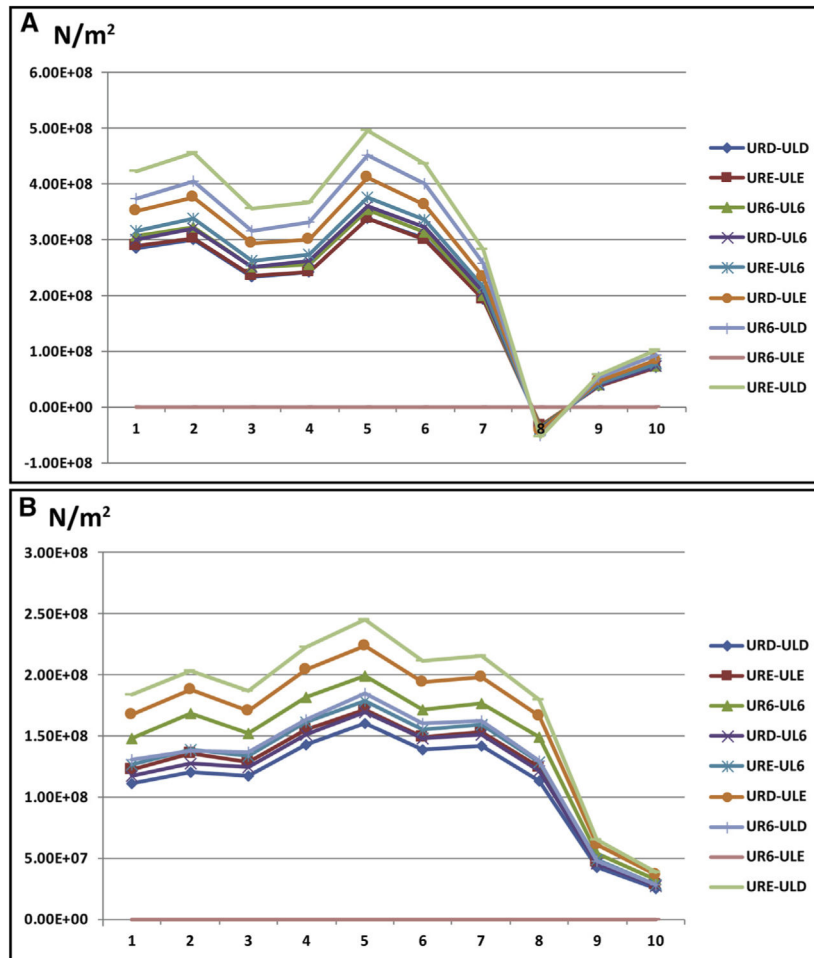 A
N/m²
6.00E+08
5.00E+08
4.00E+08
3.00E+08
2.00E+08
1.00E+08
0.00E+00
-1.00E+08
1 2 3 4 5 6 7 8 9 10
URD-ULD
URE-ULE
UR6-UL6
URD-UL6
URE-UL6
URD-ULE
UR6-ULD
UR6-ULE
URE-ULD
B
N/m²
3.00E+08
2.50E+08
2.00E+08
1.50E+08
1.00E+08
5.00E+07
0.00E+00
1 2 3 4 5 6 7 8 9 10
URD-ULD
URE-ULE
UR6-UL6
URD-UL6
URE-UL6
URD-ULE
UR6-ULD
UR6-ULE
URE-ULD